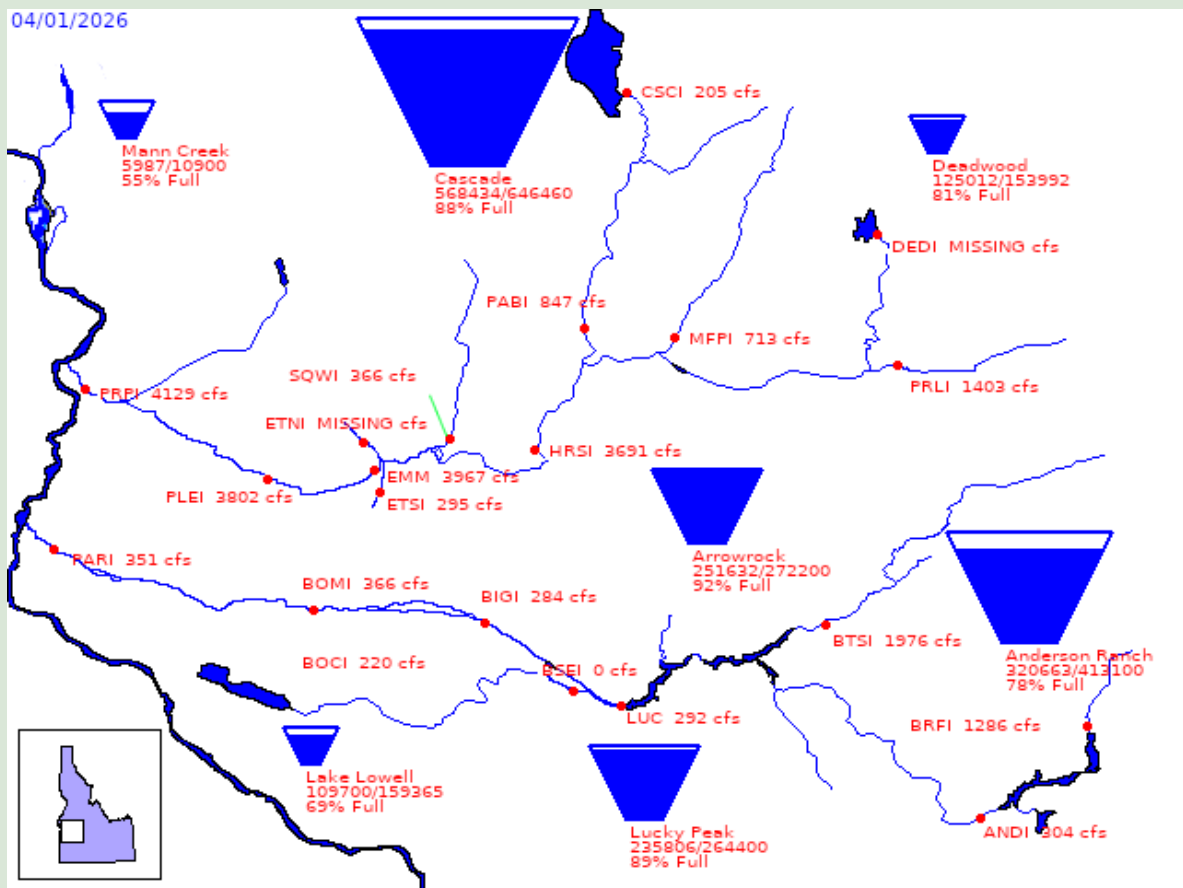 04/01/2026
CSCI 205 cfs
Mann Creek
5987/10900
55% Full
Cascade
568434/646460
88% Full
Deadwood
125012/153992
81% Full
DEDI MISSING cfs
PABI 847 cfs
MFPI 713 cfs
PRLI 1403 cfs
SQWI 366 cfs
PRPI 4129 cfs
ETNI MISSING cfs
HRSI 3691 cfs
EMM 3967 cfs
PLEI 3802 cfs
ETSI 295 cfs
Arrowrock
251632/272200
92% Full
PARI 351 cfs
BOMI 366 cfs
BIGI 284 cfs
BTSI 1976 cfs
Anderson Ranch
320663/413100
78% Full
BOCI 220 cfs
BSEI 0 cfs
LUC 292 cfs
BRFI 1286 cfs
Lake Lowell
109700/159365
69% Full
Lucky Peak
235806/264400
89% Full
ANDI 304 cfs